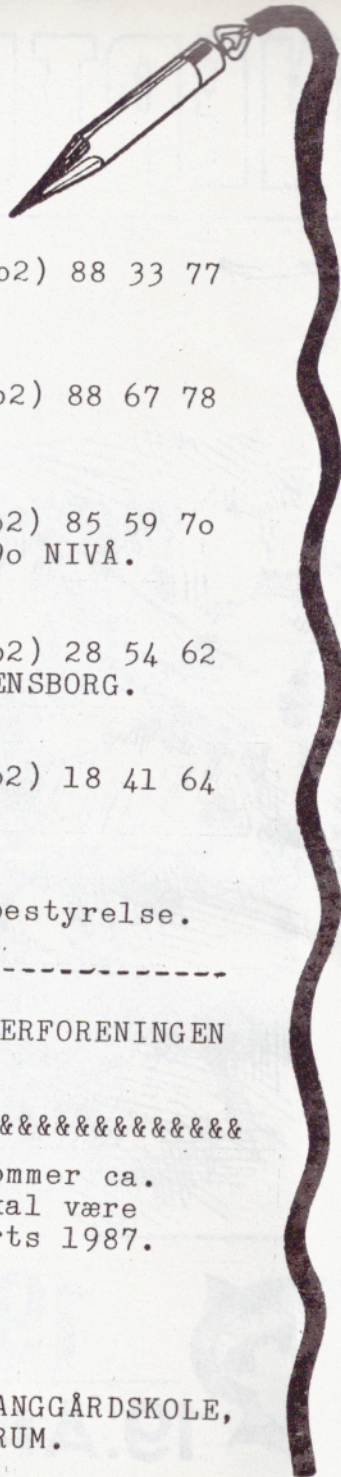 o2) 88 33 77
o2) 88 67 78
o2) 85 59 7o
9o NIVÅ.
o2) 28 54 62
ENSBORG.
o2) 18 41 64
bestyrelse.
-------------
ERFORENINGEN
&&&&&&&&&&&&&
ommer ca.
kal være
rts 1987.
ANGGÅRDSKOLE,
RUM.